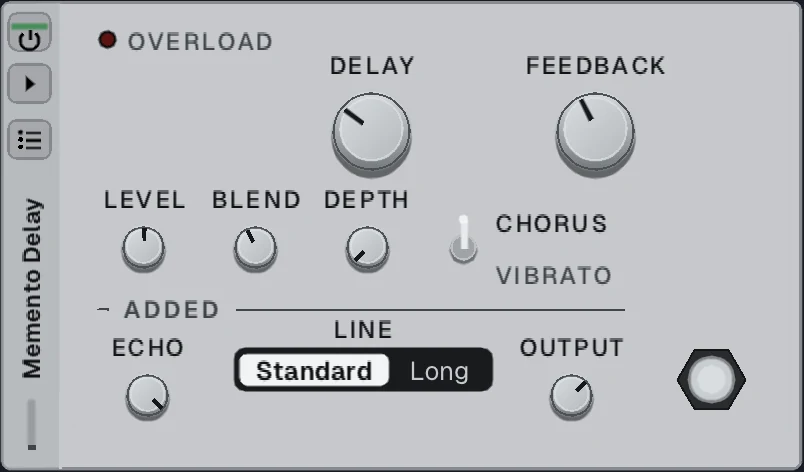 OVERLOAD
DELAY
FEEDBACK
LEVEL
BLEND
DEPTH
CHORUS
VIBRATO
ADDED
LINE
ECHO
Standard
Long
OUTPUT
Memento Delay